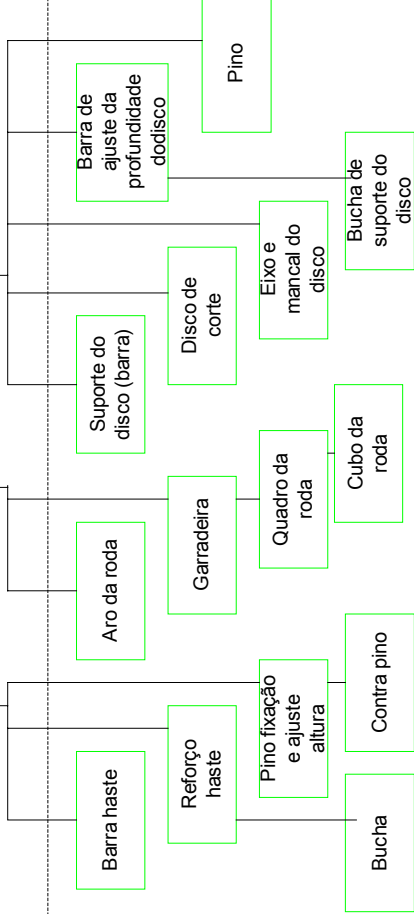 Pino
Barra de
ajuste da
profundidade
dodisco
Bucha de
suporte do
disco
Eixo e
mancal do
disco
Disco de
corte
Suporte do
disco (barra)
Cubo da
roda
Quadro da
roda
Garradeira
Aro da roda
Contra pino
Pino fixação
e ajuste
altura
Reforço
haste
Barra haste
Bucha